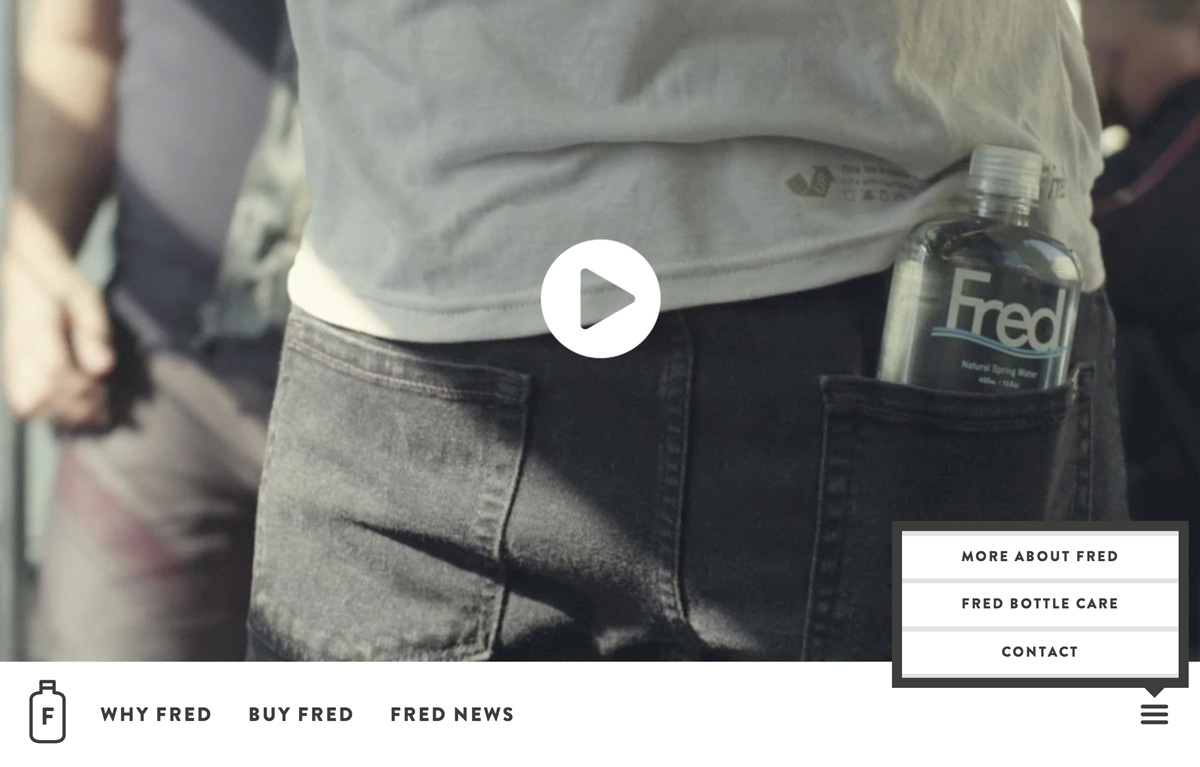 Fred
Natural Spring Water
MORE ABOUT FRED
FRED BOTTLE CARE
CONTACT
F
WHY FRED
BUY FRED
FRED NEWS